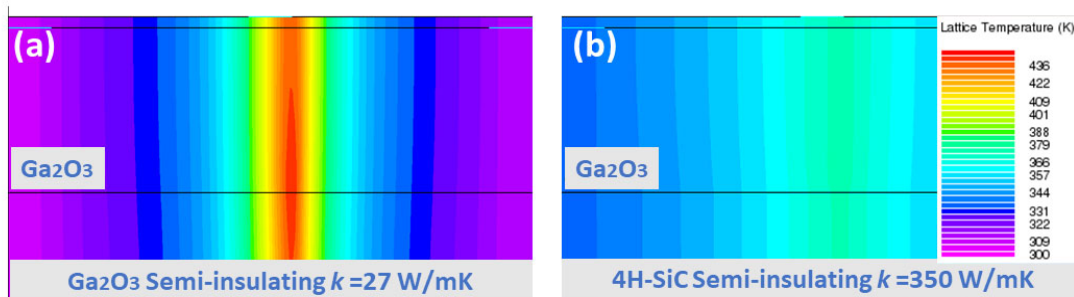 (a)
Ga2O3
Ga2O3 Semi-insulating k =27 W/mK
(b)
Ga2O3
4H-SiC Semi-insulating k =350 W/mK
Lattice Temperature (K)
436
422
409
401
388
379
366
357
344
331
322
309
300